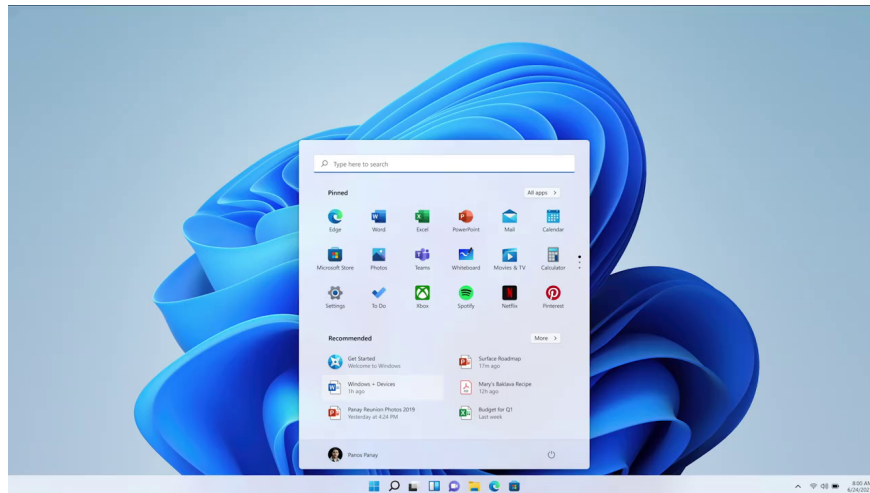 Type here to search
Pinned
All apps >
Edge
Word
Excel
PowerPoint
Mail
Calendar
Microsoft Store
Photos
Teams
Whiteboard
Movies & TV
Calculator
Settings
To Do
Xbox
Spotify
Netflix
Pinterest
Recommended
More >
Get Started
Welcome to Windows
Surface Roadmap
17m ago
Windows + Devices
1h ago
Mary's Baklava Recipe
12h ago
Panay Reunion Photos 2019
Yesterday at 4:24 PM
Budget for Q1
Last week
Panos Panay
8:00 AM
6/24/202